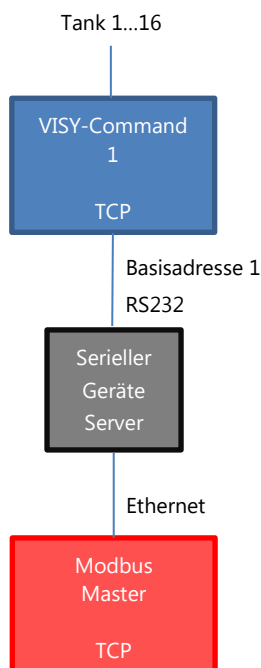 Tank 1...16
VISY-Command
1
TCP
Basisadresse 1
RS232
Serieller
Geräte
Server
Ethernet
Modbus
Master
TCP